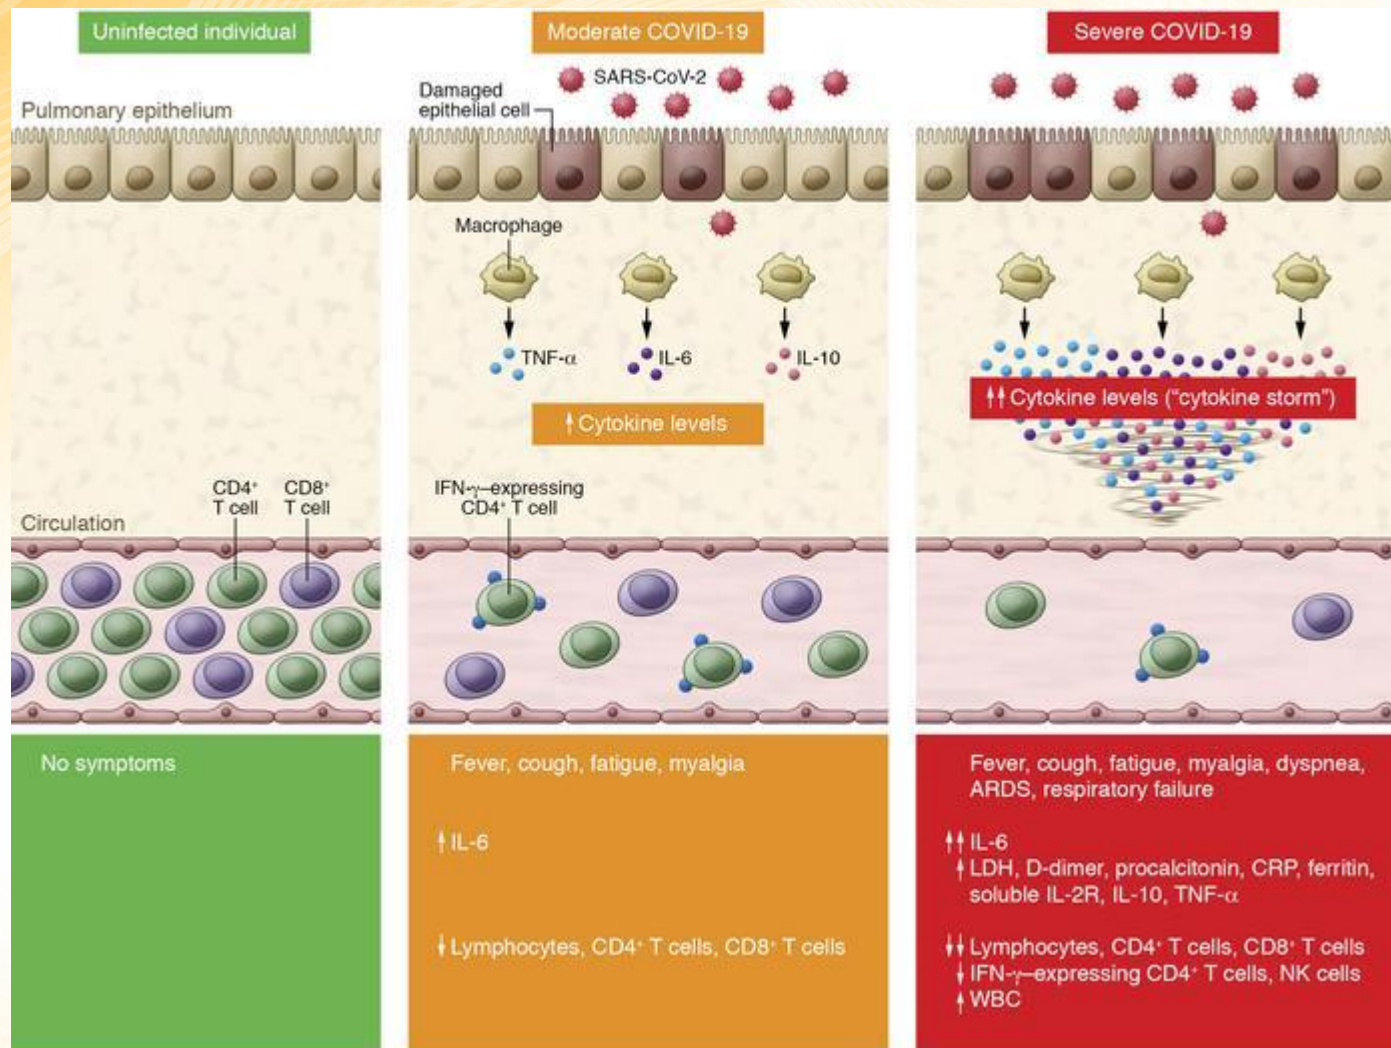 Uninfected individual
Pulmonary epithelium
CD4⁺
T cell
CD8⁺
T cell
Circulation
No symptoms
Moderate COVID-19
SARS-CoV-2
Damaged
epithelial cell
Macrophage
TNF-α
IL-6
IL-10
↑ Cytokine levels
IFN-γ–expressing
CD4⁺ T cell
Fever, cough, fatigue, myalgia
↑ IL-6
↓ Lymphocytes, CD4⁺ T cells, CD8⁺ T cells
Severe COVID-19
↑↑ Cytokine levels (“cytokine storm”)
Fever, cough, fatigue, myalgia, dyspnea,
ARDS, respiratory failure
↑↑ IL-6
↑ LDH, D-dimer, procalcitonin, CRP, ferritin,
soluble IL-2R, IL-10, TNF-α
↓↓ Lymphocytes, CD4⁺ T cells, CD8⁺ T cells
↓ IFN-γ–expressing CD4⁺ T cells, NK cells
↑ WBC